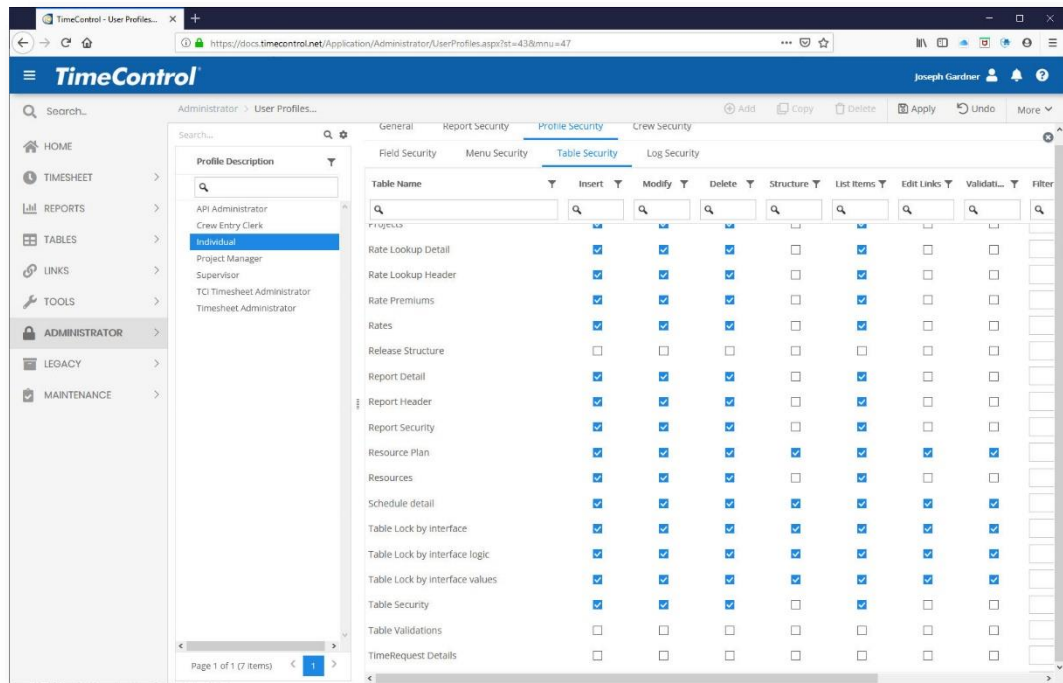 TimeControl - User Profiles...
https://docs.timecontrol.net/Application/Administrator/UserProfiles.aspx?st=43&mnu=47
TimeControl
Joseph Gardner
Search...
Administrator > User Profiles...
Add
Copy
Delete
Apply
Undo
More
HOME
TIMESHEET
REPORTS
TABLES
LINKS
TOOLS
ADMINISTRATOR
LEGACY
MAINTENANCE
Search...
Profile Description
API Administrator
Crew Entry Clerk
Individual
Project Manager
Supervisor
TCI Timesheet Administrator
Timesheet Administrator
Page 1 of 1 (7 items) < 1 >
General Report Security Profile Security Crew Security
Field Security Menu Security Table Security Log Security
Table Name Insert Modify Delete Structure List Items Edit Links Validati... Filter
Projects
Rate Lookup Detail
Rate Lookup Header
Rate Premiums
Rates
Release Structure
Report Detail
Report Header
Report Security
Resource Plan
Resources
Schedule detail
Table Lock by interface
Table Lock by interface logic
Table Lock by interface values
Table Security
Table Validations
TimeRequest Details